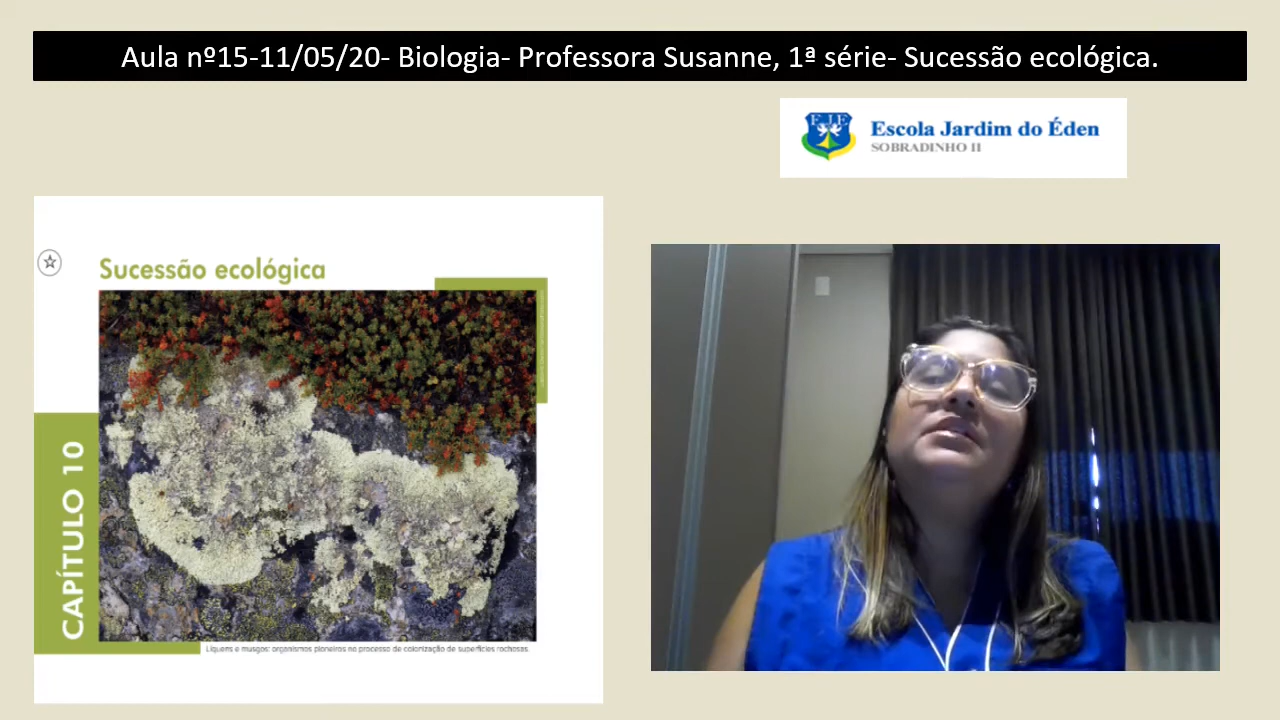 Aula nº15-11/05/20- Biologia- Professora Susanne, 1ª série- Sucessão ecológica.
EJE
Escola Jardim do Éden
SOBRADINHO II
Sucessão ecológica
CAPÍTULO 10
Liquens e musgos: organismos pioneiros no processo de colonização de superfícies rochosas.